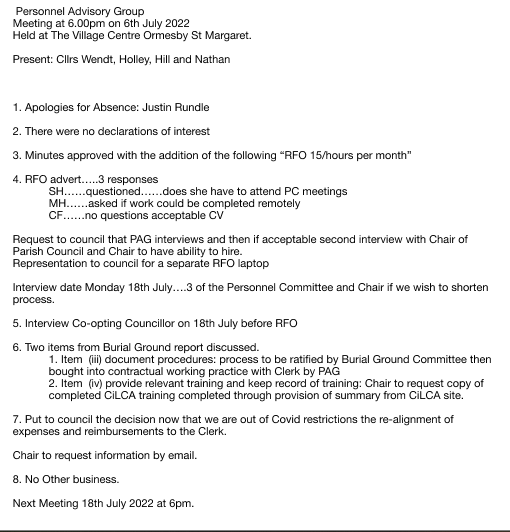 Personnel Advisory Group
Meeting at 6.00pm on 6th July 2022
Held at The Village Centre Ormesby St Margaret.
Present: Cllrs Wendt, Holley, Hill and Nathan
1. Apologies for Absence: Justin Rundle
2. There were no declarations of interest
3. Minutes approved with the addition of the following “RFO 15/hours per month”
4. RFO advert…..3 responses
SH……questioned……does she have to attend PC meetings
MH……asked if work could be completed remotely
CF……no questions acceptable CV
Request to council that PAG interviews and then if acceptable second interview with Chair of
Parish Council and Chair to have ability to hire.
Representation to council for a separate RFO laptop
Interview date Monday 18th July….3 of the Personnel Committee and Chair if we wish to shorten
process.
5. Interview Co-opting Councillor on 18th July before RFO
6. Two items from Burial Ground report discussed.
1. Item (iii) document procedures: process to be ratified by Burial Ground Committee then
bought into contractual working practice with Clerk by PAG
2. Item (iv) provide relevant training and keep record of training: Chair to request copy of
completed CiLCA training completed through provision of summary from CiLCA site.
7. Put to council the decision now that we are out of Covid restrictions the re-alignment of
expenses and reimbursements to the Clerk.
Chair to request information by email.
8. No Other business.
Next Meeting 18th July 2022 at 6pm.